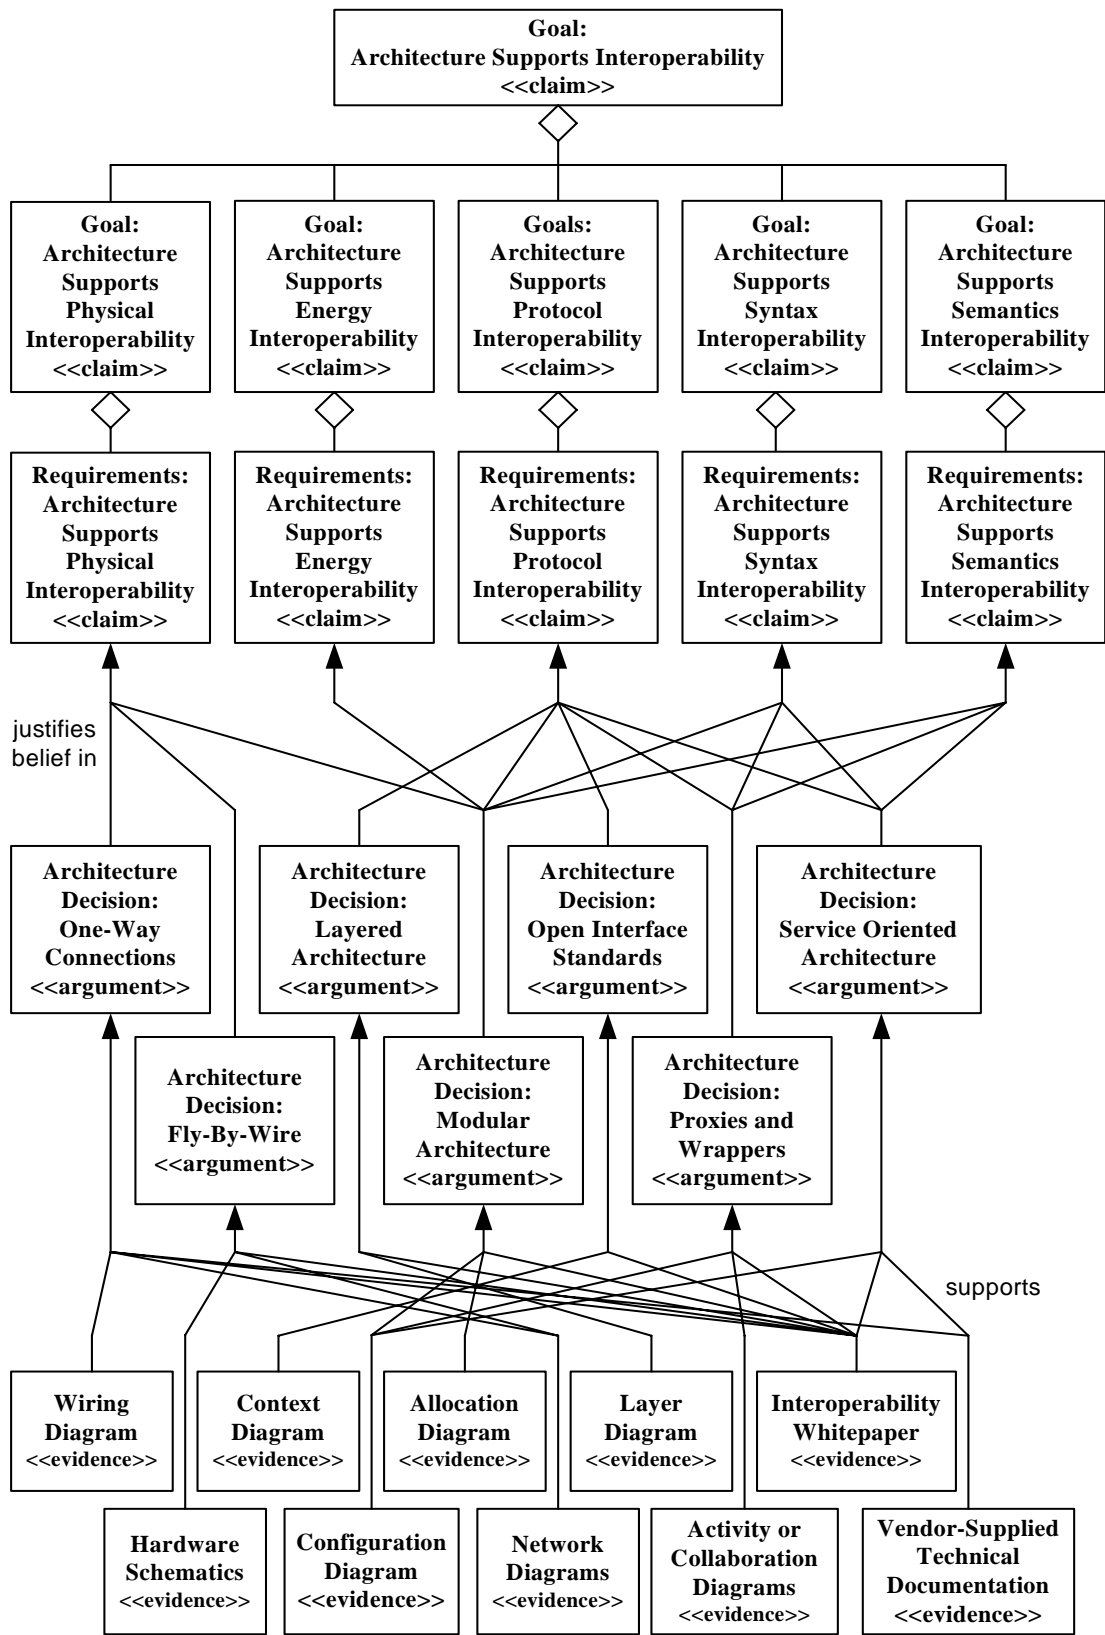 Goal:
Architecture Supports Interoperability
<<claim>>
Goal:
Architecture
Supports
Physical
Interoperability
<<claim>>
Goal:
Architecture
Supports
Energy
Interoperability
<<claim>>
Goals:
Architecture
Supports
Protocol
Interoperability
<<claim>>
Goal:
Architecture
Supports
Syntax
Interoperability
<<claim>>
Goal:
Architecture
Supports
Semantics
Interoperability
<<claim>>
Requirements:
Architecture
Supports
Physical
Interoperability
<<claim>>
Requirements:
Architecture
Supports
Energy
Interoperability
<<claim>>
Requirements:
Architecture
Supports
Protocol
Interoperability
<<claim>>
Requirements:
Architecture
Supports
Syntax
Interoperability
<<claim>>
Requirements:
Architecture
Supports
Semantics
Interoperability
<<claim>>
justifies
belief in
Architecture
Decision:
One-Way
Connections
<<argument>>
Architecture
Decision:
Layered
Architecture
<<argument>>
Architecture
Decision:
Open Interface
Standards
<<argument>>
Architecture
Decision:
Service Oriented
Architecture
<<argument>>
Architecture
Decision:
Fly-By-Wire
<<argument>>
Architecture
Decision:
Modular
Architecture
<<argument>>
Architecture
Decision:
Proxies and
Wrappers
<<argument>>
supports
Wiring
Diagram
<<evidence>>
Context
Diagram
<<evidence>>
Allocation
Diagram
<<evidence>>
Layer
Diagram
<<evidence>>
Interoperability
Whitepaper
<<evidence>>
Hardware
Schematics
<<evidence>>
Configuration
Diagram
<<evidence>>
Network
Diagrams
<<evidence>>
Activity or
Collaboration
Diagrams
<<evidence>>
Vendor-Supplied
Technical
Documentation
<<evidence>>